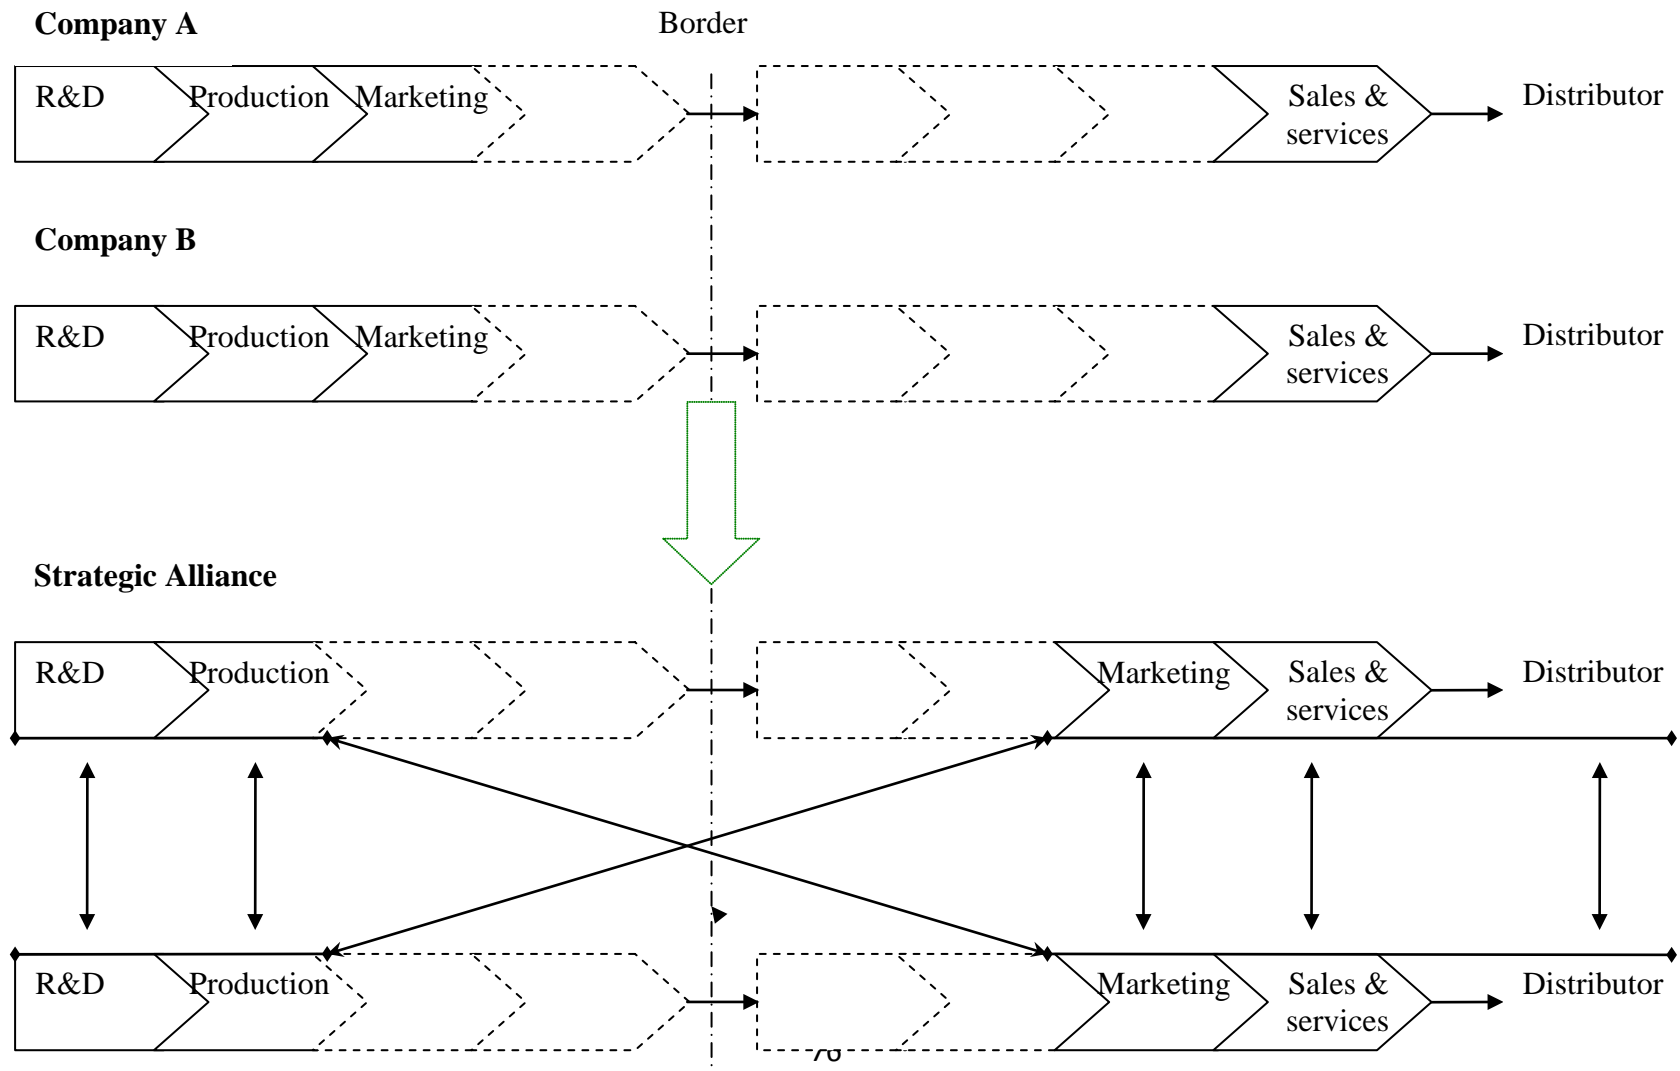 Company A
Border
R&D
Production
Marketing
Sales &
services
Distributor
Company B
R&D
Production
Marketing
Sales &
services
Distributor
Strategic Alliance
R&D
Production
Marketing
Sales &
services
Distributor
R&D
Production
Marketing
Sales &
services
Distributor
76